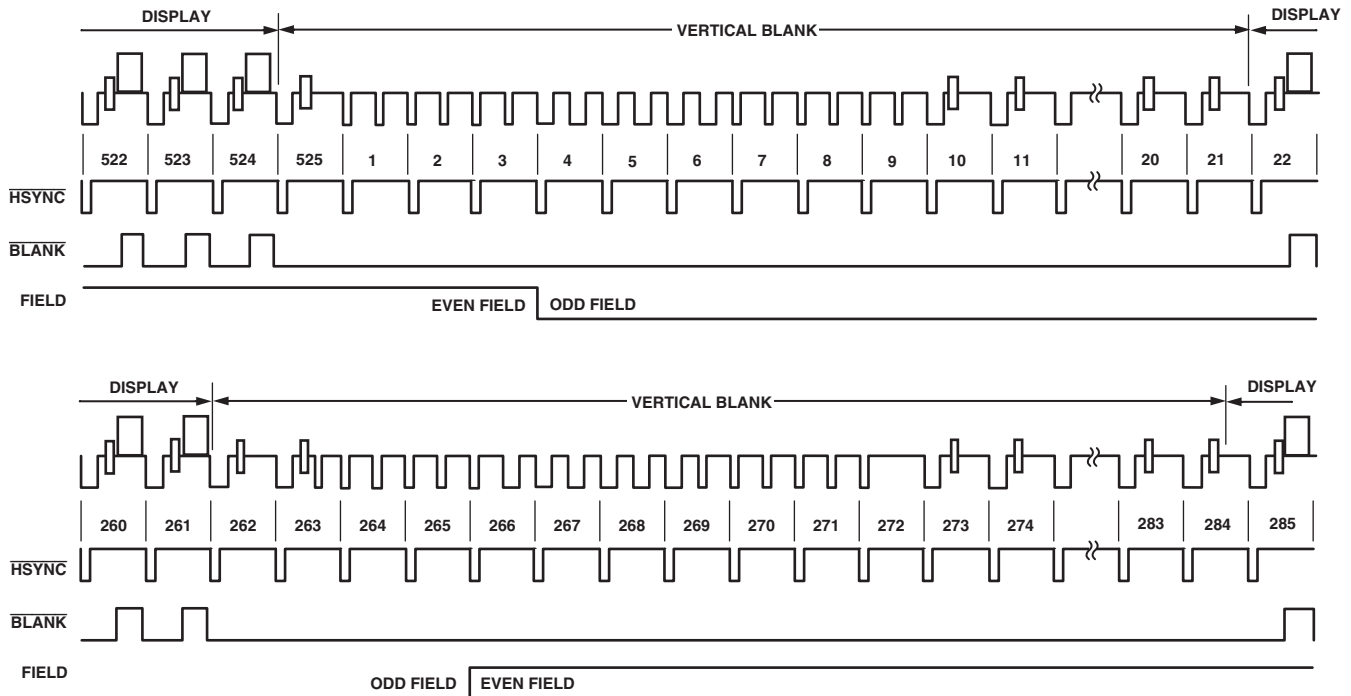 DISPLAY VERTICAL BLANK DISPLAY
522 523 524 525 1 2 3 4 5 6 7 8 9 10 11 20 21 22
HSYNC
BLANK
FIELD EVEN FIELD ODD FIELD
DISPLAY VERTICAL BLANK DISPLAY
260 261 262 263 264 265 266 267 268 269 270 271 272 273 274 283 284 285
HSYNC
BLANK
FIELD ODD FIELD EVEN FIELD